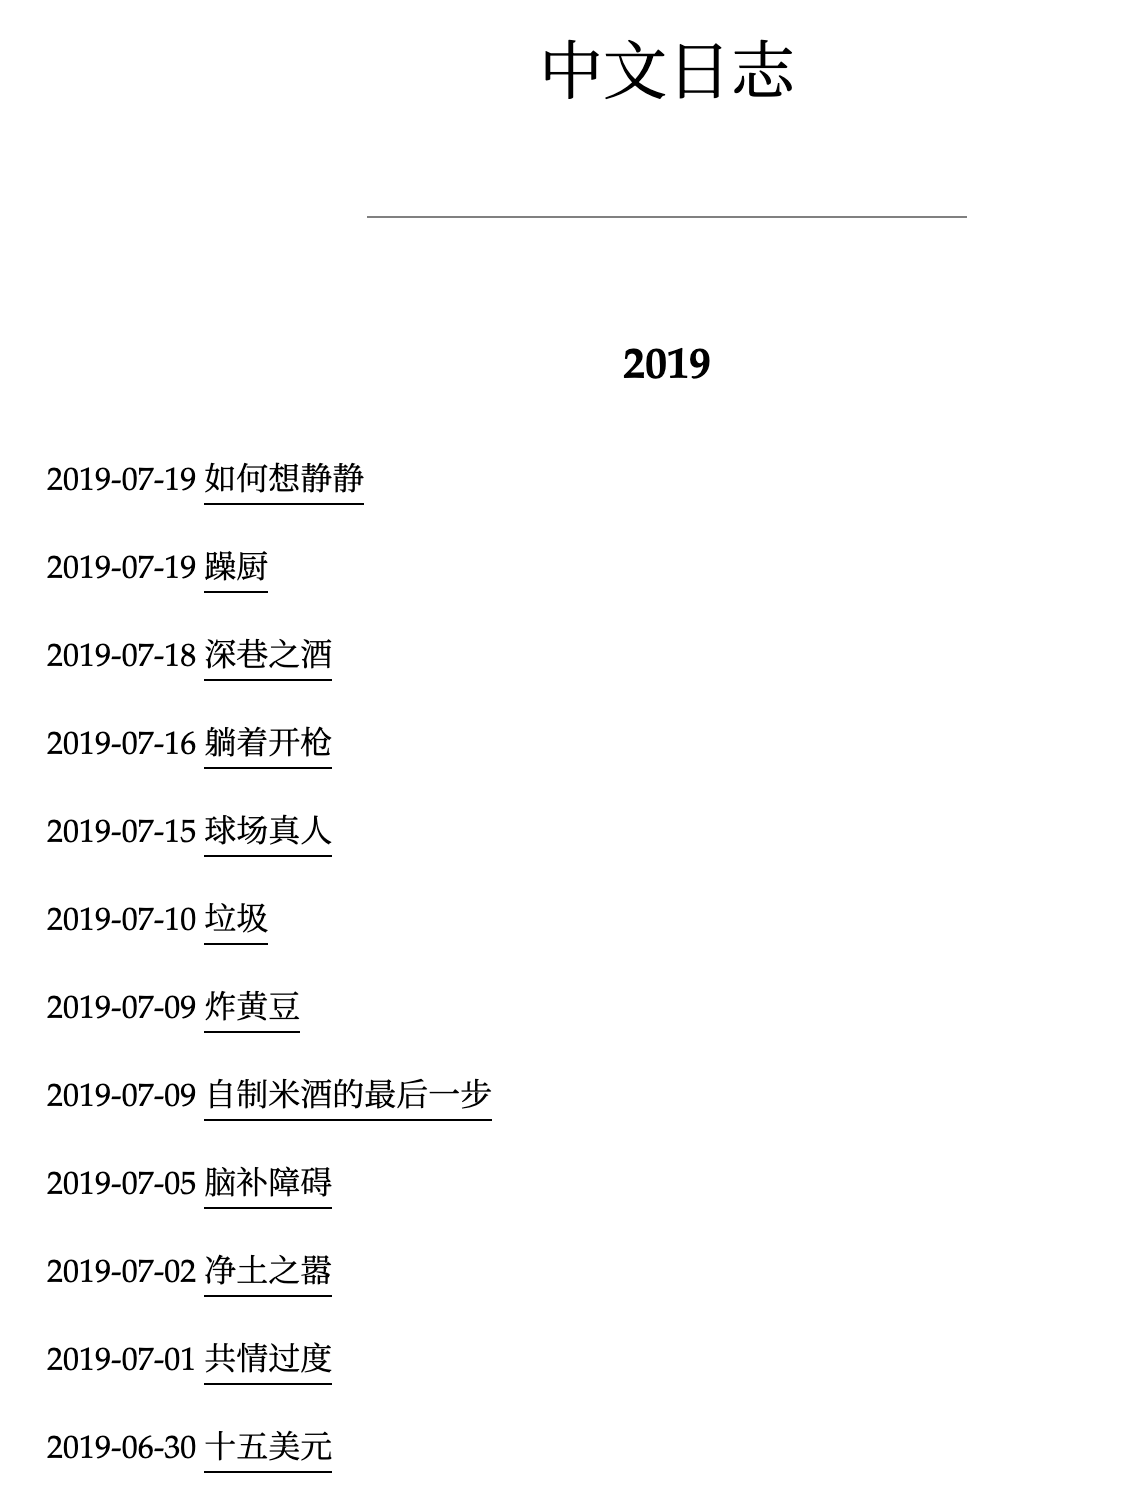 中文日志
2019
2019-07-19 如何想静静
2019-07-19 躁厨
2019-07-18 深巷之酒
2019-07-16 躺着开枪
2019-07-15 球场真人
2019-07-10 垃圾
2019-07-09 炸黄豆
2019-07-09 自制米酒的最后一步
2019-07-05 脑补障碍
2019-07-02 净土之嚣
2019-07-01 共情过度
2019-06-30 十五美元